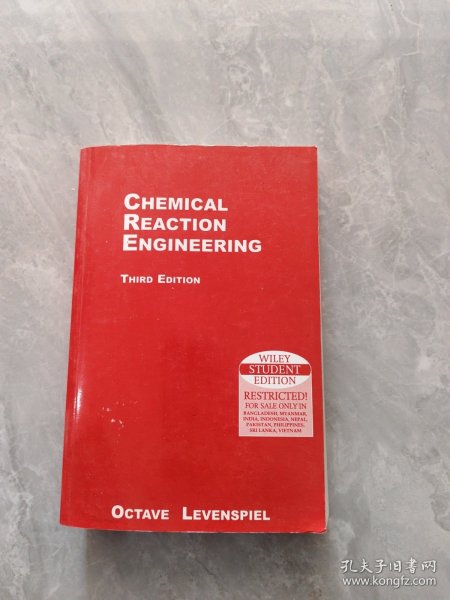 CHEMICAL
REACTION
ENGINEERING
THIRD EDITION
WILEY
STUDENT
EDITION
RESTRICTED!
FOR SALE ONLY IN
BANGLADESH, MYANMAR,
INDIA, INDONESIA, NEPAL,
PAKISTAN, PHILIPPINES,
SRI LANKA, VIETNAM
OCTAVE LEVENSPIEL
孔夫子旧书网
www.kongfz.com